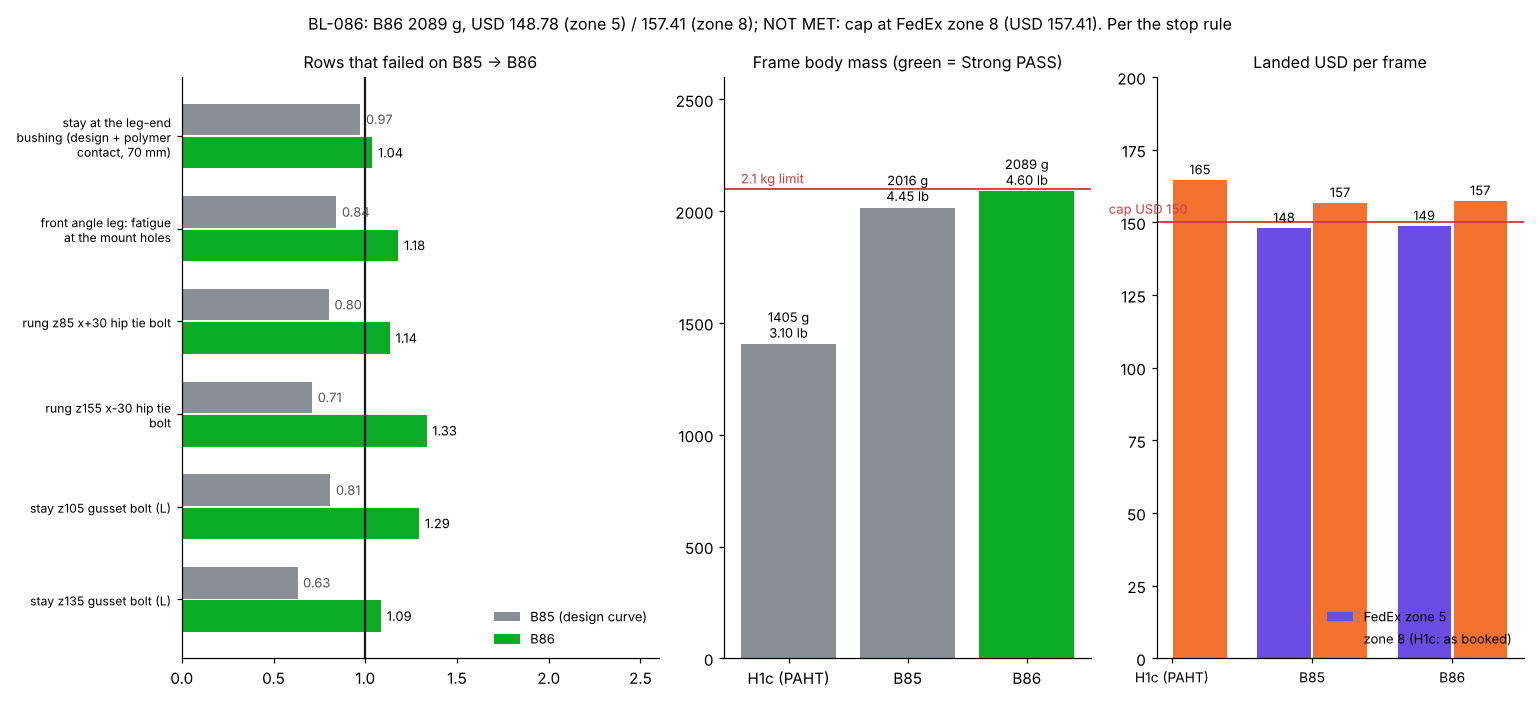 BL-086: B86 2089 g, USD 148.78 (zone 5) / 157.41 (zone 8); NOT MET: cap at FedEx zone 8 (USD 157.41). Per the stop rule
Rows that failed on B85 → B86
stay at the leg-end
bushing (design + polymer
contact, 70 mm)
0.97
1.04
front angle leg: fatigue
at the mount holes
0.84
1.18
rung z85 x+30 hip tie bolt
0.80
1.14
rung z155 x-30 hip tie
bolt
0.71
1.33
stay z105 gusset bolt (L)
0.81
1.29
stay z135 gusset bolt (L)
0.63
1.09
B85 (design curve)
B86
0.0
0.5
1.0
1.5
2.0
2.5
Frame body mass (green = Strong PASS)
2500
2000
1500
1000
500
0
2.1 kg limit
1405 g
3.10 lb
2016 g
4.45 lb
2089 g
4.60 lb
H1c (PAHT)
B85
B86
Landed USD per frame
200
175
150
125
100
75
50
25
0
cap USD 150
165
148
157
149
157
FedEx zone 5
zone 8 (H1c: as booked)
H1c (PAHT)
B85
B86